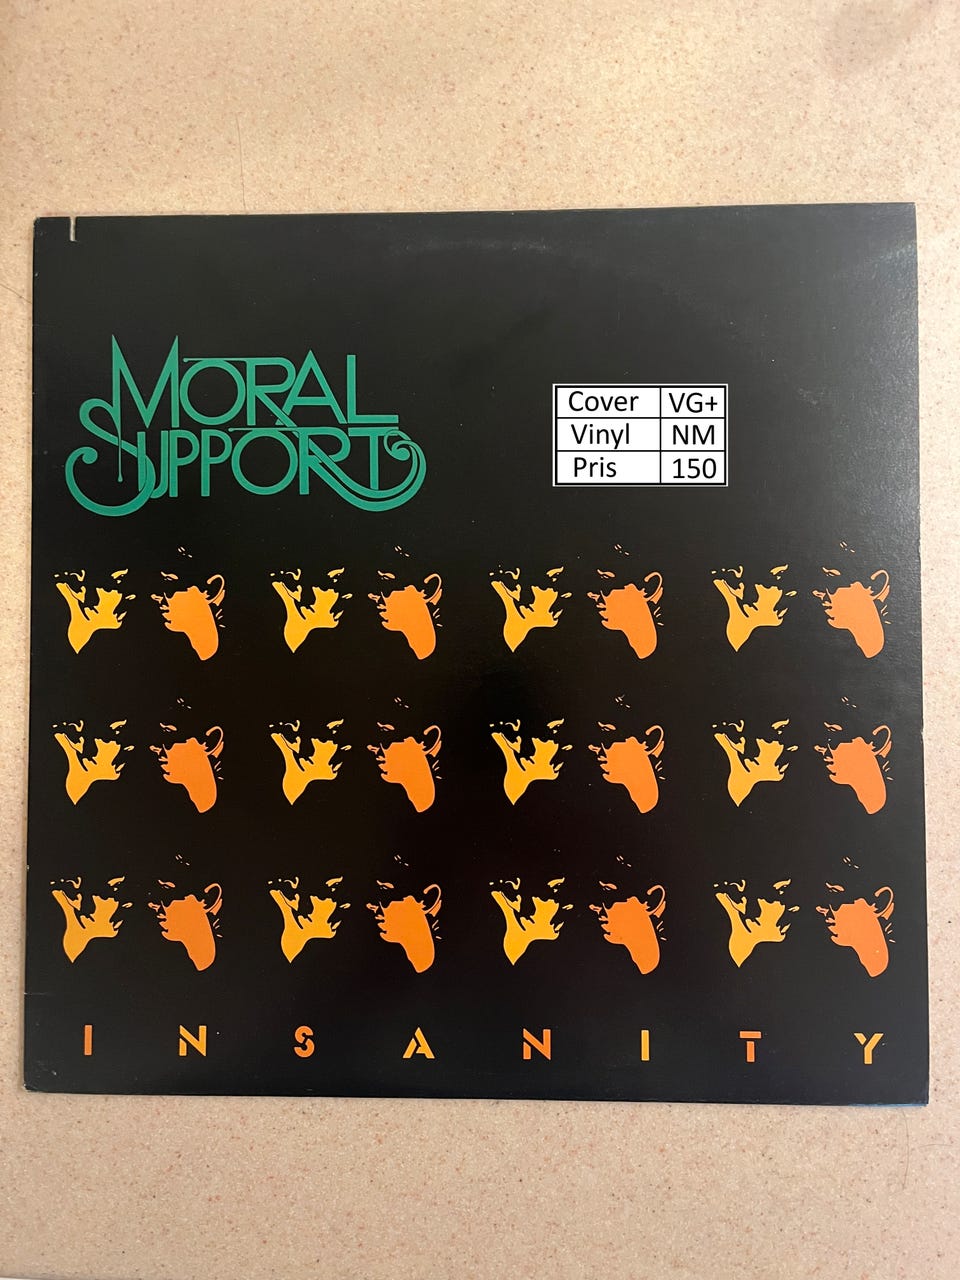 MORAL
SUPPORT
Cover VG+
Vinyl NM
Pris 150
INSANITY